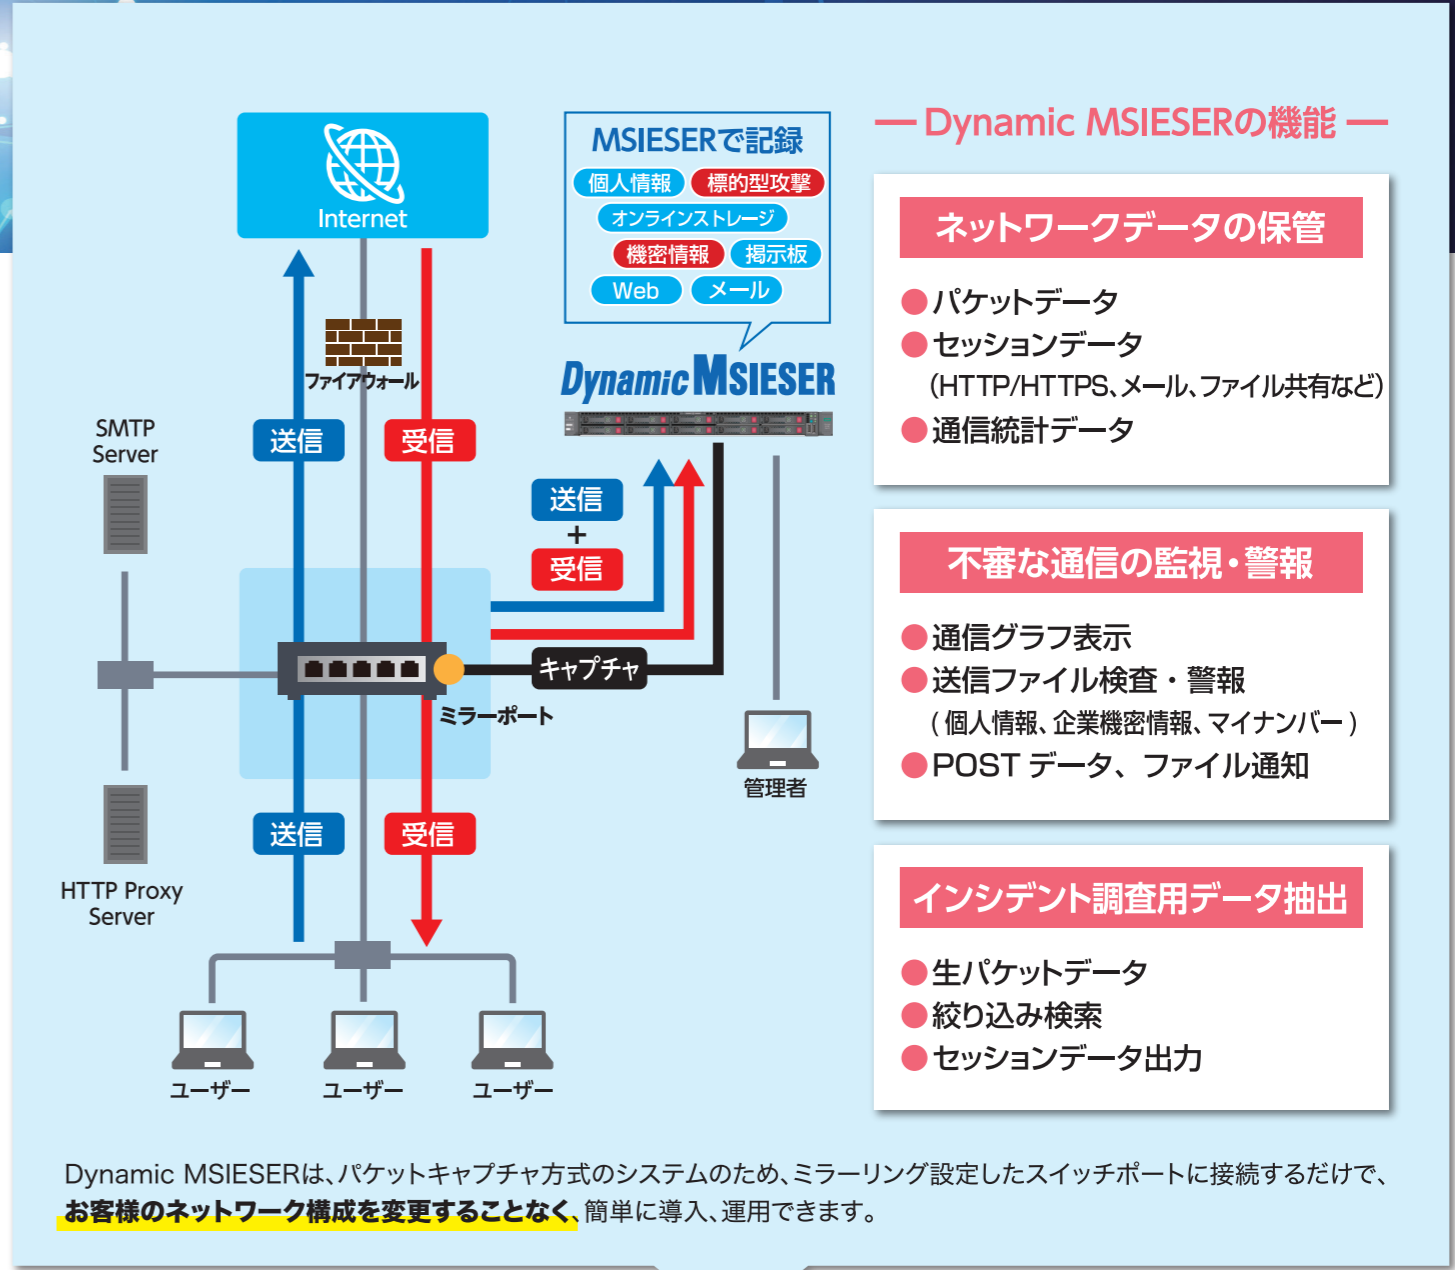 Internet
ファイアウォール
送信
受信
SMTP
Server
HTTP Proxy
Server
ミラーポート
送信
受信
ユーザー
ユーザー
ユーザー
MSIESERで記録
個人情報
標的型攻撃
オンラインストレージ
機密情報
掲示板
Web
メール
Dynamic MSIESER
送信
+
受信
キャプチャ
管理者
Dynamic MSIESERの機能
ネットワークデータの保管
●パケットデータ
●セッションデータ
(HTTP/HTTPS、メール、ファイル共有など)
●通信統計データ
不審な通信の監視・警報
●通信グラフ表示
●送信ファイル検査・警報
(個人情報、企業機密情報、マイナンバー)
●POST データ、ファイル通知
インシデント調査用データ抽出
●生パケットデータ
●絞り込み検索
●セッションデータ出力
Dynamic MSIESERは、パケットキャプチャ方式のシステムのため、ミラーリング設定したスイッチポートに接続するだけで、
お客様のネットワーク構成を変更することなく、簡単に導入、運用できます。